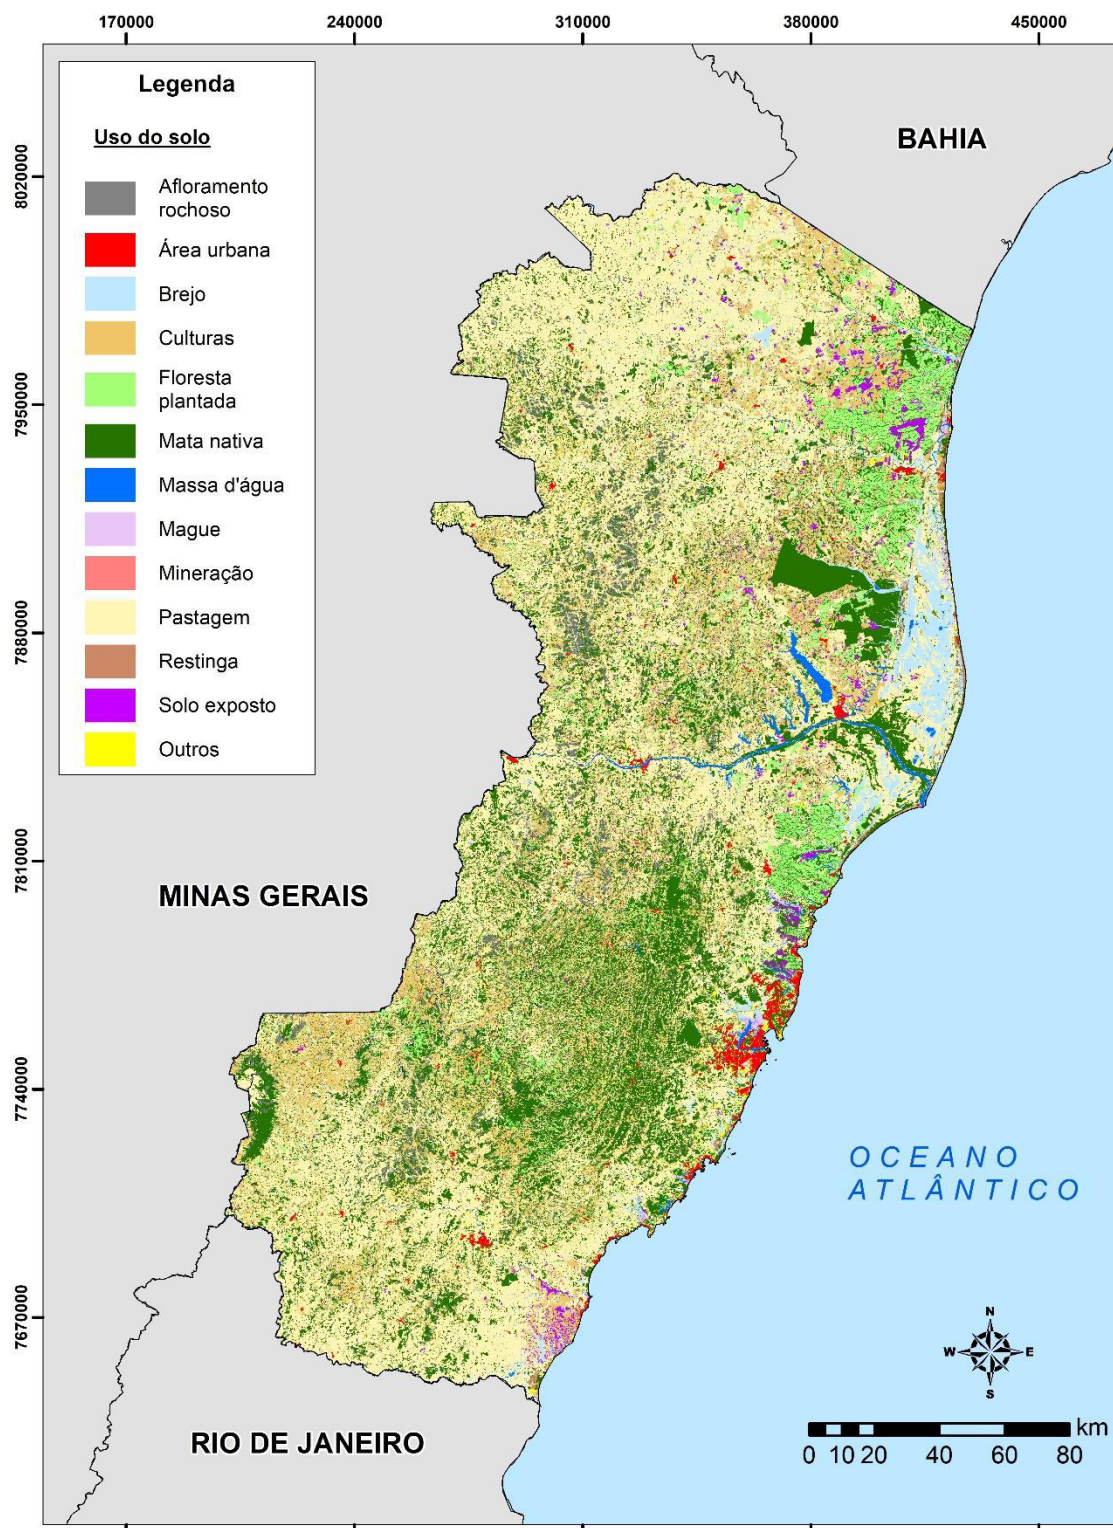 170000 240000 310000 380000 450000
Legenda
Uso do solo
Afloramento
rochoso
Área urbana
Brejo
Culturas
Floresta
plantada
Mata nativa
Massa d'água
Mague
Mineração
Pastagem
Restinga
Solo exposto
Outros
BAHIA
8020000
7950000
7880000
7810000
7740000
7670000
MINAS GERAIS
OCEANO
ATLÂNTICO
RIO DE JANEIRO
N
W E
S
km
0 10 20 40 60 80